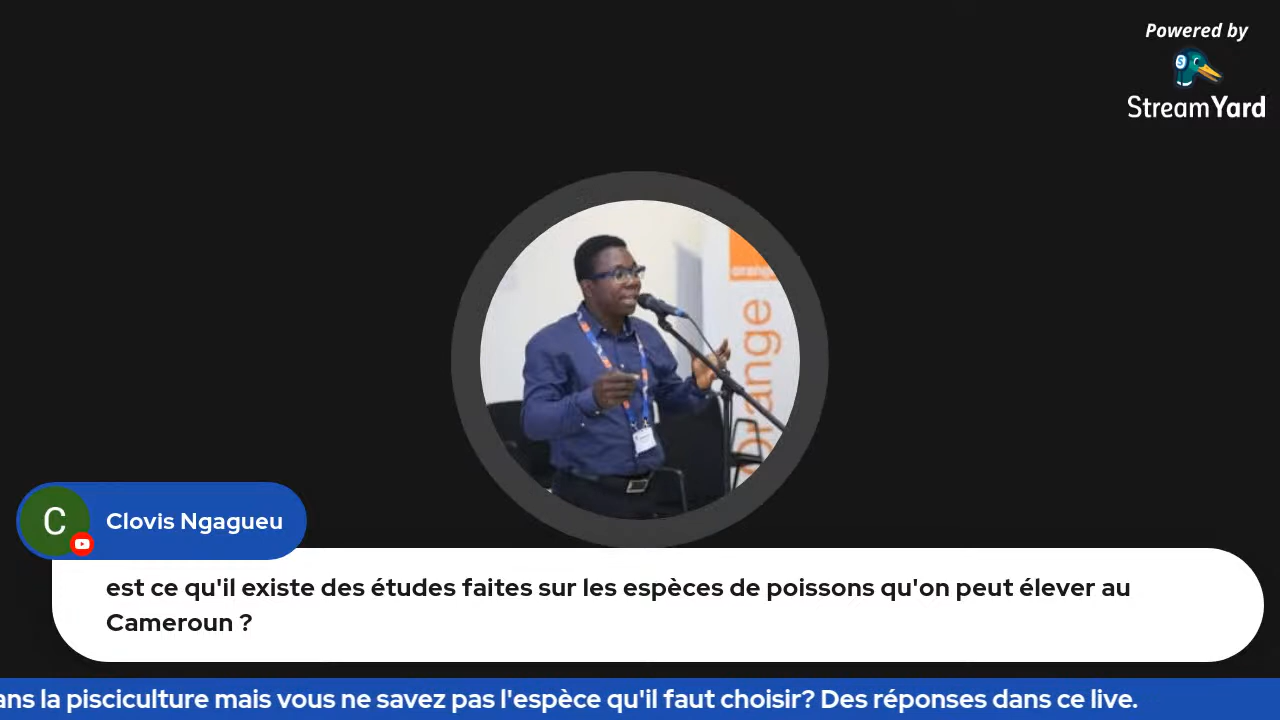 Powered by
S
StreamYard
orange
Orange
C
Clovis Ngagueu
est ce qu'il existe des études faites sur les espèces de poissons qu'on peut élever au
Cameroun ?
ans la pisciculture mais vous ne savez pas l'espèce qu'il faut choisir? Des réponses dans ce live.